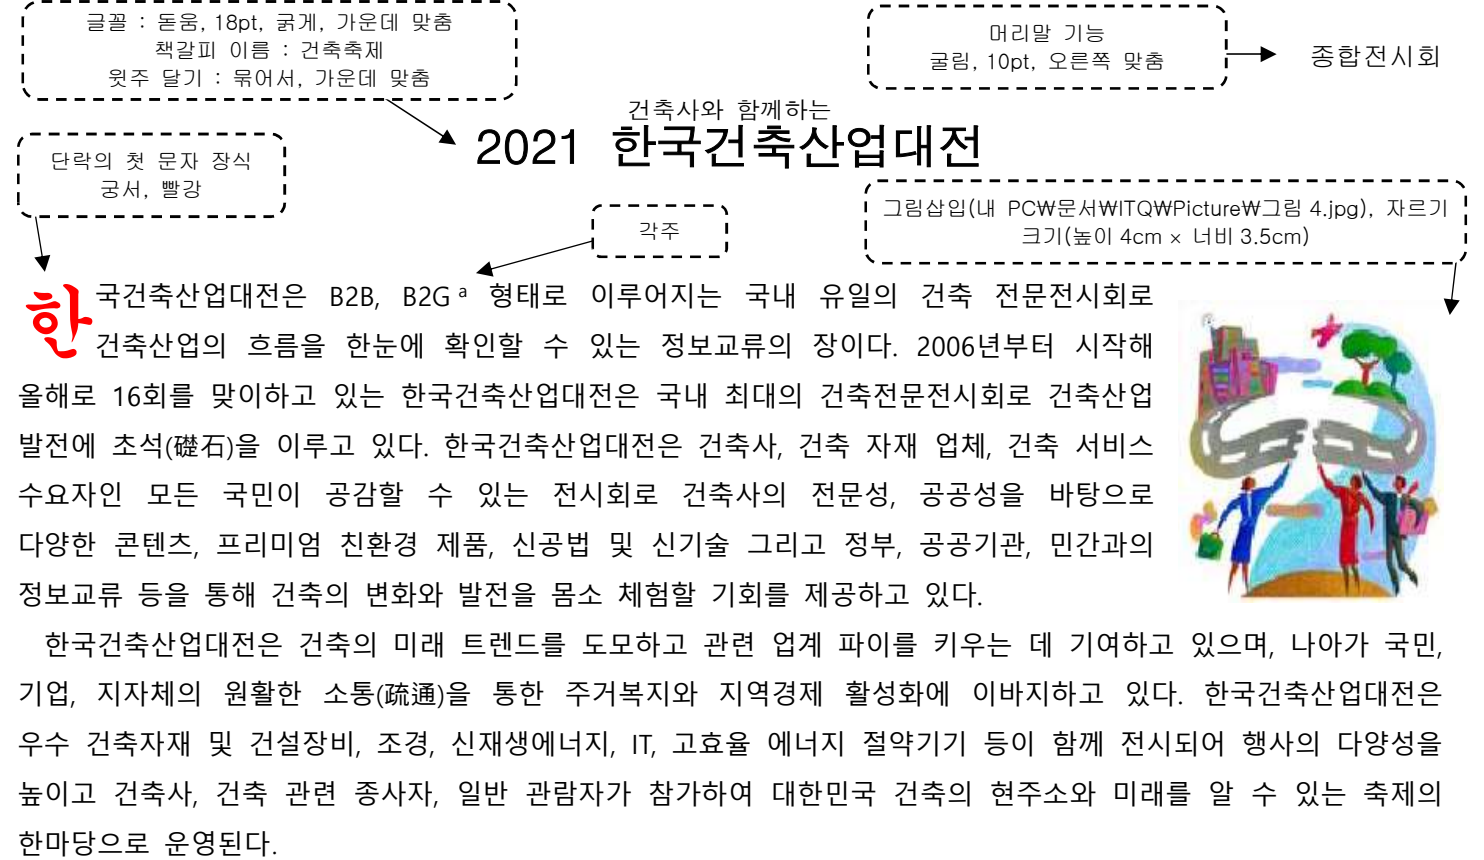 글꼴 : 돋움, 18pt, 굵게, 가운데 맞춤
책갈피 이름 : 건축축제
윗주 달기 : 묶어서, 가운데 맞춤
머리말 기능
굴림, 10pt, 오른쪽 맞춤
종합전시회
건축사와 함께하는
2021 한국건축산업대전
단락의 첫 문자 장식
궁서, 빨강
각주
그림삽입(내 PC₩문서₩ITQ₩Picture₩그림 4.jpg), 자르기
크기(높이 4cm × 너비 3.5cm)
한국건축산업대전은 B2B, B2G ª 형태로 이루어지는 국내 유일의 건축 전문전시회로
건축산업의 흐름을 한눈에 확인할 수 있는 정보교류의 장이다. 2006년부터 시작해
올해로 16회를 맞이하고 있는 한국건축산업대전은 국내 최대의 건축전문전시회로 건축산업
발전에 초석(礎石)을 이루고 있다. 한국건축산업대전은 건축사, 건축 자재 업체, 건축 서비스
수요자인 모든 국민이 공감할 수 있는 전시회로 건축사의 전문성, 공공성을 바탕으로
다양한 콘텐츠, 프리미엄 친환경 제품, 신공법 및 신기술 그리고 정부, 공공기관, 민간과의
정보교류 등을 통해 건축의 변화와 발전을 몸소 체험할 기회를 제공하고 있다.
한국건축산업대전은 건축의 미래 트렌드를 도모하고 관련 업계 파이를 키우는 데 기여하고 있으며, 나아가 국민,
기업, 지자체의 원활한 소통(疏通)을 통한 주거복지와 지역경제 활성화에 이바지하고 있다. 한국건축산업대전은
우수 건축자재 및 건설장비, 조경, 신재생에너지, IT, 고효율 에너지 절약기기 등이 함께 전시되어 행사의 다양성을
높이고 건축사, 건축 관련 종사자, 일반 관람자가 참가하여 대한민국 건축의 현주소와 미래를 알 수 있는 축제의
한마당으로 운영된다.